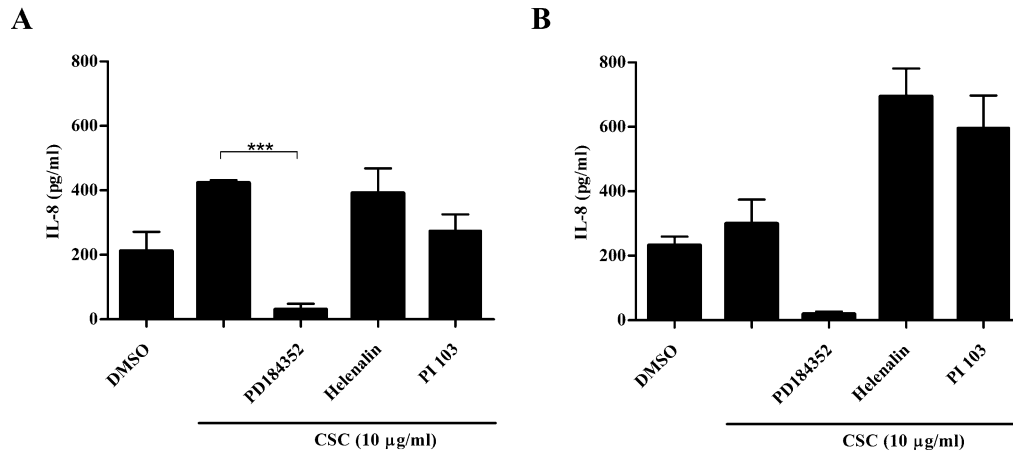 A
B
800
600
400
200
0
IL-8 (pg/ml)
***
DMSO
PD184352
Helenalin
PI 103
CSC (10 μg/ml)
800
600
400
200
0
IL-8 (pg/ml)
DMSO
PD184352
Helenalin
PI 103
CSC (10 μg/ml)